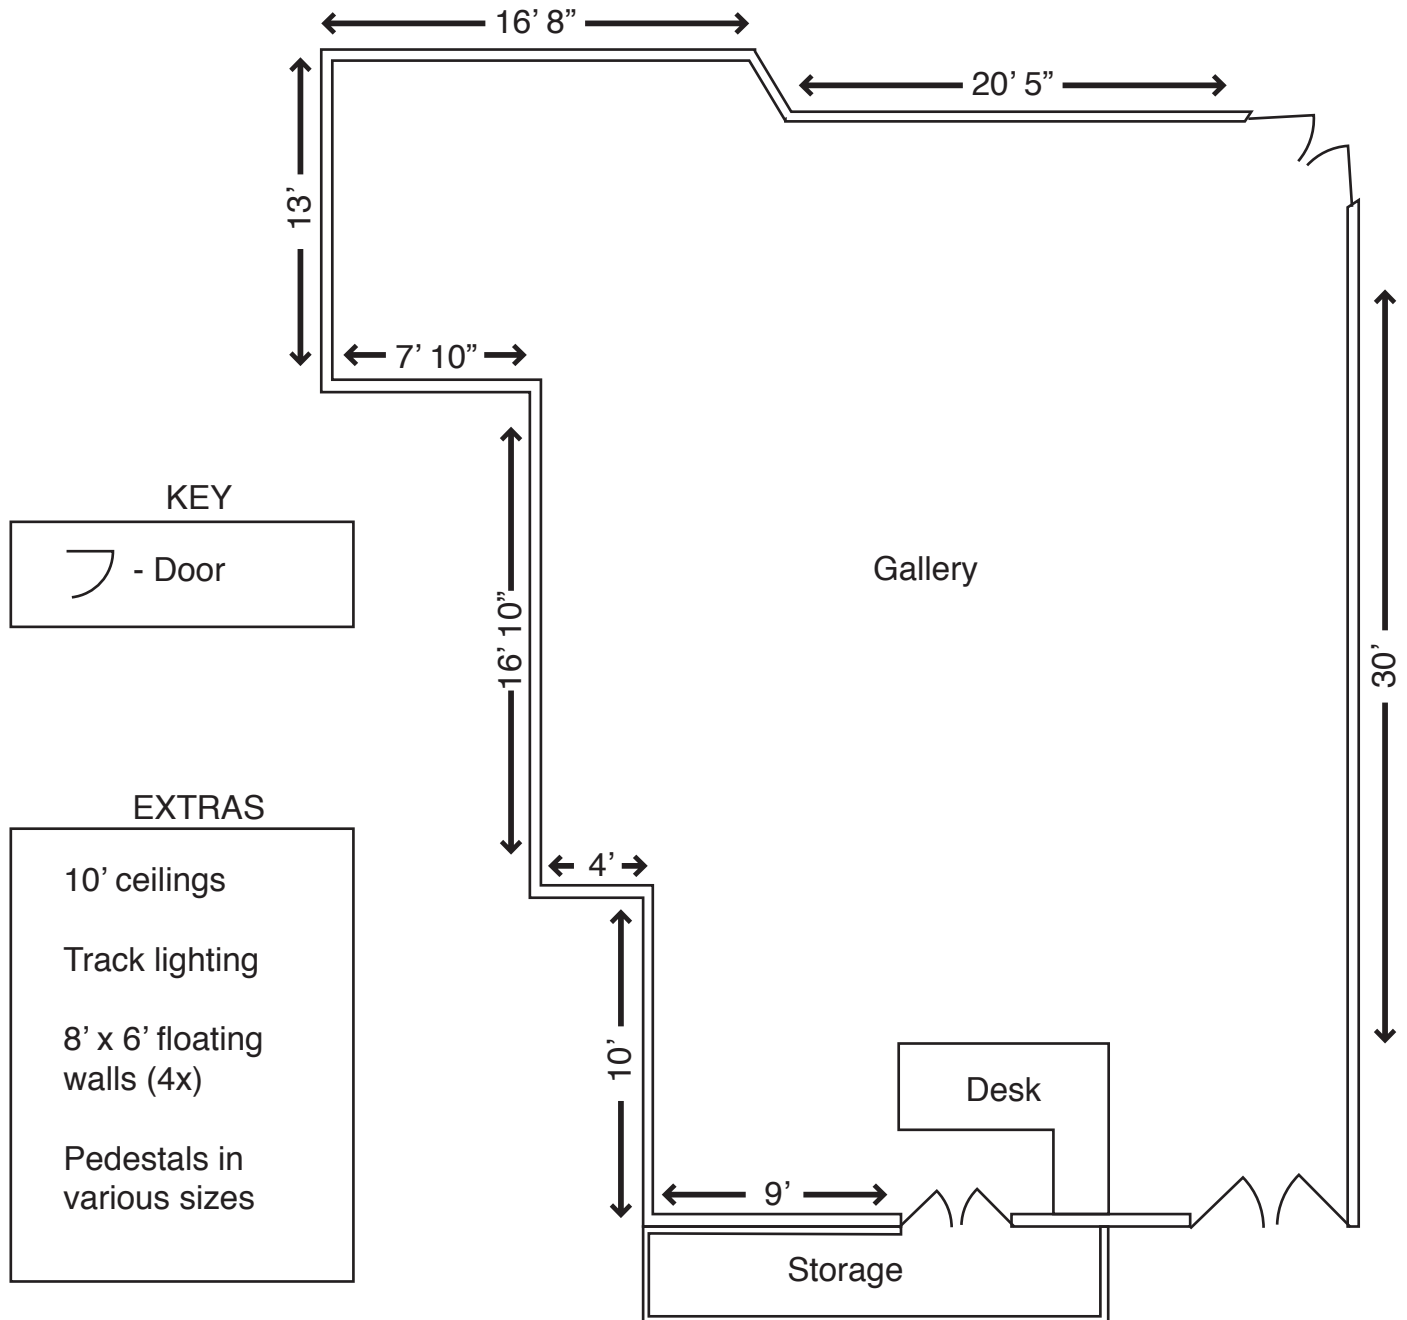 16’ 8”
20’ 5”
13’
7’ 10”
KEY
- Door
16’ 10”
Gallery
30’
EXTRAS
10’ ceilings
Track lighting
8’ x 6’ floating
walls (4x)
Pedestals in
various sizes
4’
10’
Desk
9’
Storage